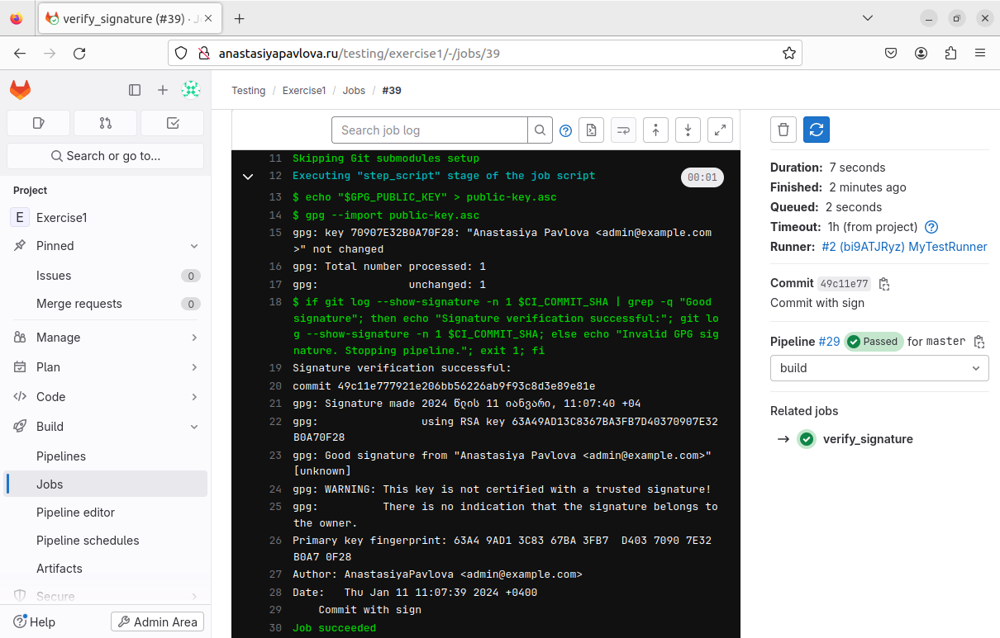 verify_signature (#39) · J
anastasiyapavlova.ru/testing/exercise1/-/jobs/39
Search or go to...
Project
E Exercise1
Pinned
Issues 0
Merge requests 0
Manage
Plan
Code
Build
Pipelines
Jobs
Pipeline editor
Pipeline schedules
Artifacts
Secure
Help
Admin Area
Testing / Exercise1 / Jobs / #39
Search job log
11 Skipping Git submodules setup
12 Executing "step_script" stage of the job script 00:01
13 $ echo "$GPG_PUBLIC_KEY" > public-key.asc
14 $ gpg --import public-key.asc
15 gpg: key 70907E32B0A70F28: "Anastasiya Pavlova <admin@example.com
>" not changed
16 gpg: Total number processed: 1
17 gpg:              unchanged: 1
18 $ if git log --show-signature -n 1 $CI_COMMIT_SHA | grep -q "Good
signature"; then echo "Signature verification successful:"; git lo
g --show-signature -n 1 $CI_COMMIT_SHA; else echo "Invalid GPG sig
nature. Stopping pipeline."; exit 1; fi
19 Signature verification successful:
20 commit 49c11e777921e206bb56226ab9f93c8d3e89e81e
21 gpg: Signature made 2024 წლის 11 იანვარი, 11:07:40 +04
22 gpg:                using RSA key 63A49AD13C8367BA3FB7D40370907E32
B0A70F28
23 gpg: Good signature from "Anastasiya Pavlova <admin@example.com>"
[unknown]
24 gpg: WARNING: This key is not certified with a trusted signature!
25 gpg:          There is no indication that the signature belongs to
the owner.
26 Primary key fingerprint: 63A4 9AD1 3C83 67BA 3FB7  D403 7090 7E32
B0A7 0F28
27 Author: AnastasiyaPavlova <admin@example.com>
28 Date:   Thu Jan 11 11:07:39 2024 +0400
29     Commit with sign
30 Job succeeded
Duration: 7 seconds
Finished: 2 minutes ago
Queued: 2 seconds
Timeout: 1h (from project)
Runner: #2 (bi9ATJRyz) MyTestRunner
Commit 49c11e77
Commit with sign
Pipeline #29 Passed for master
build
Related jobs
verify_signature